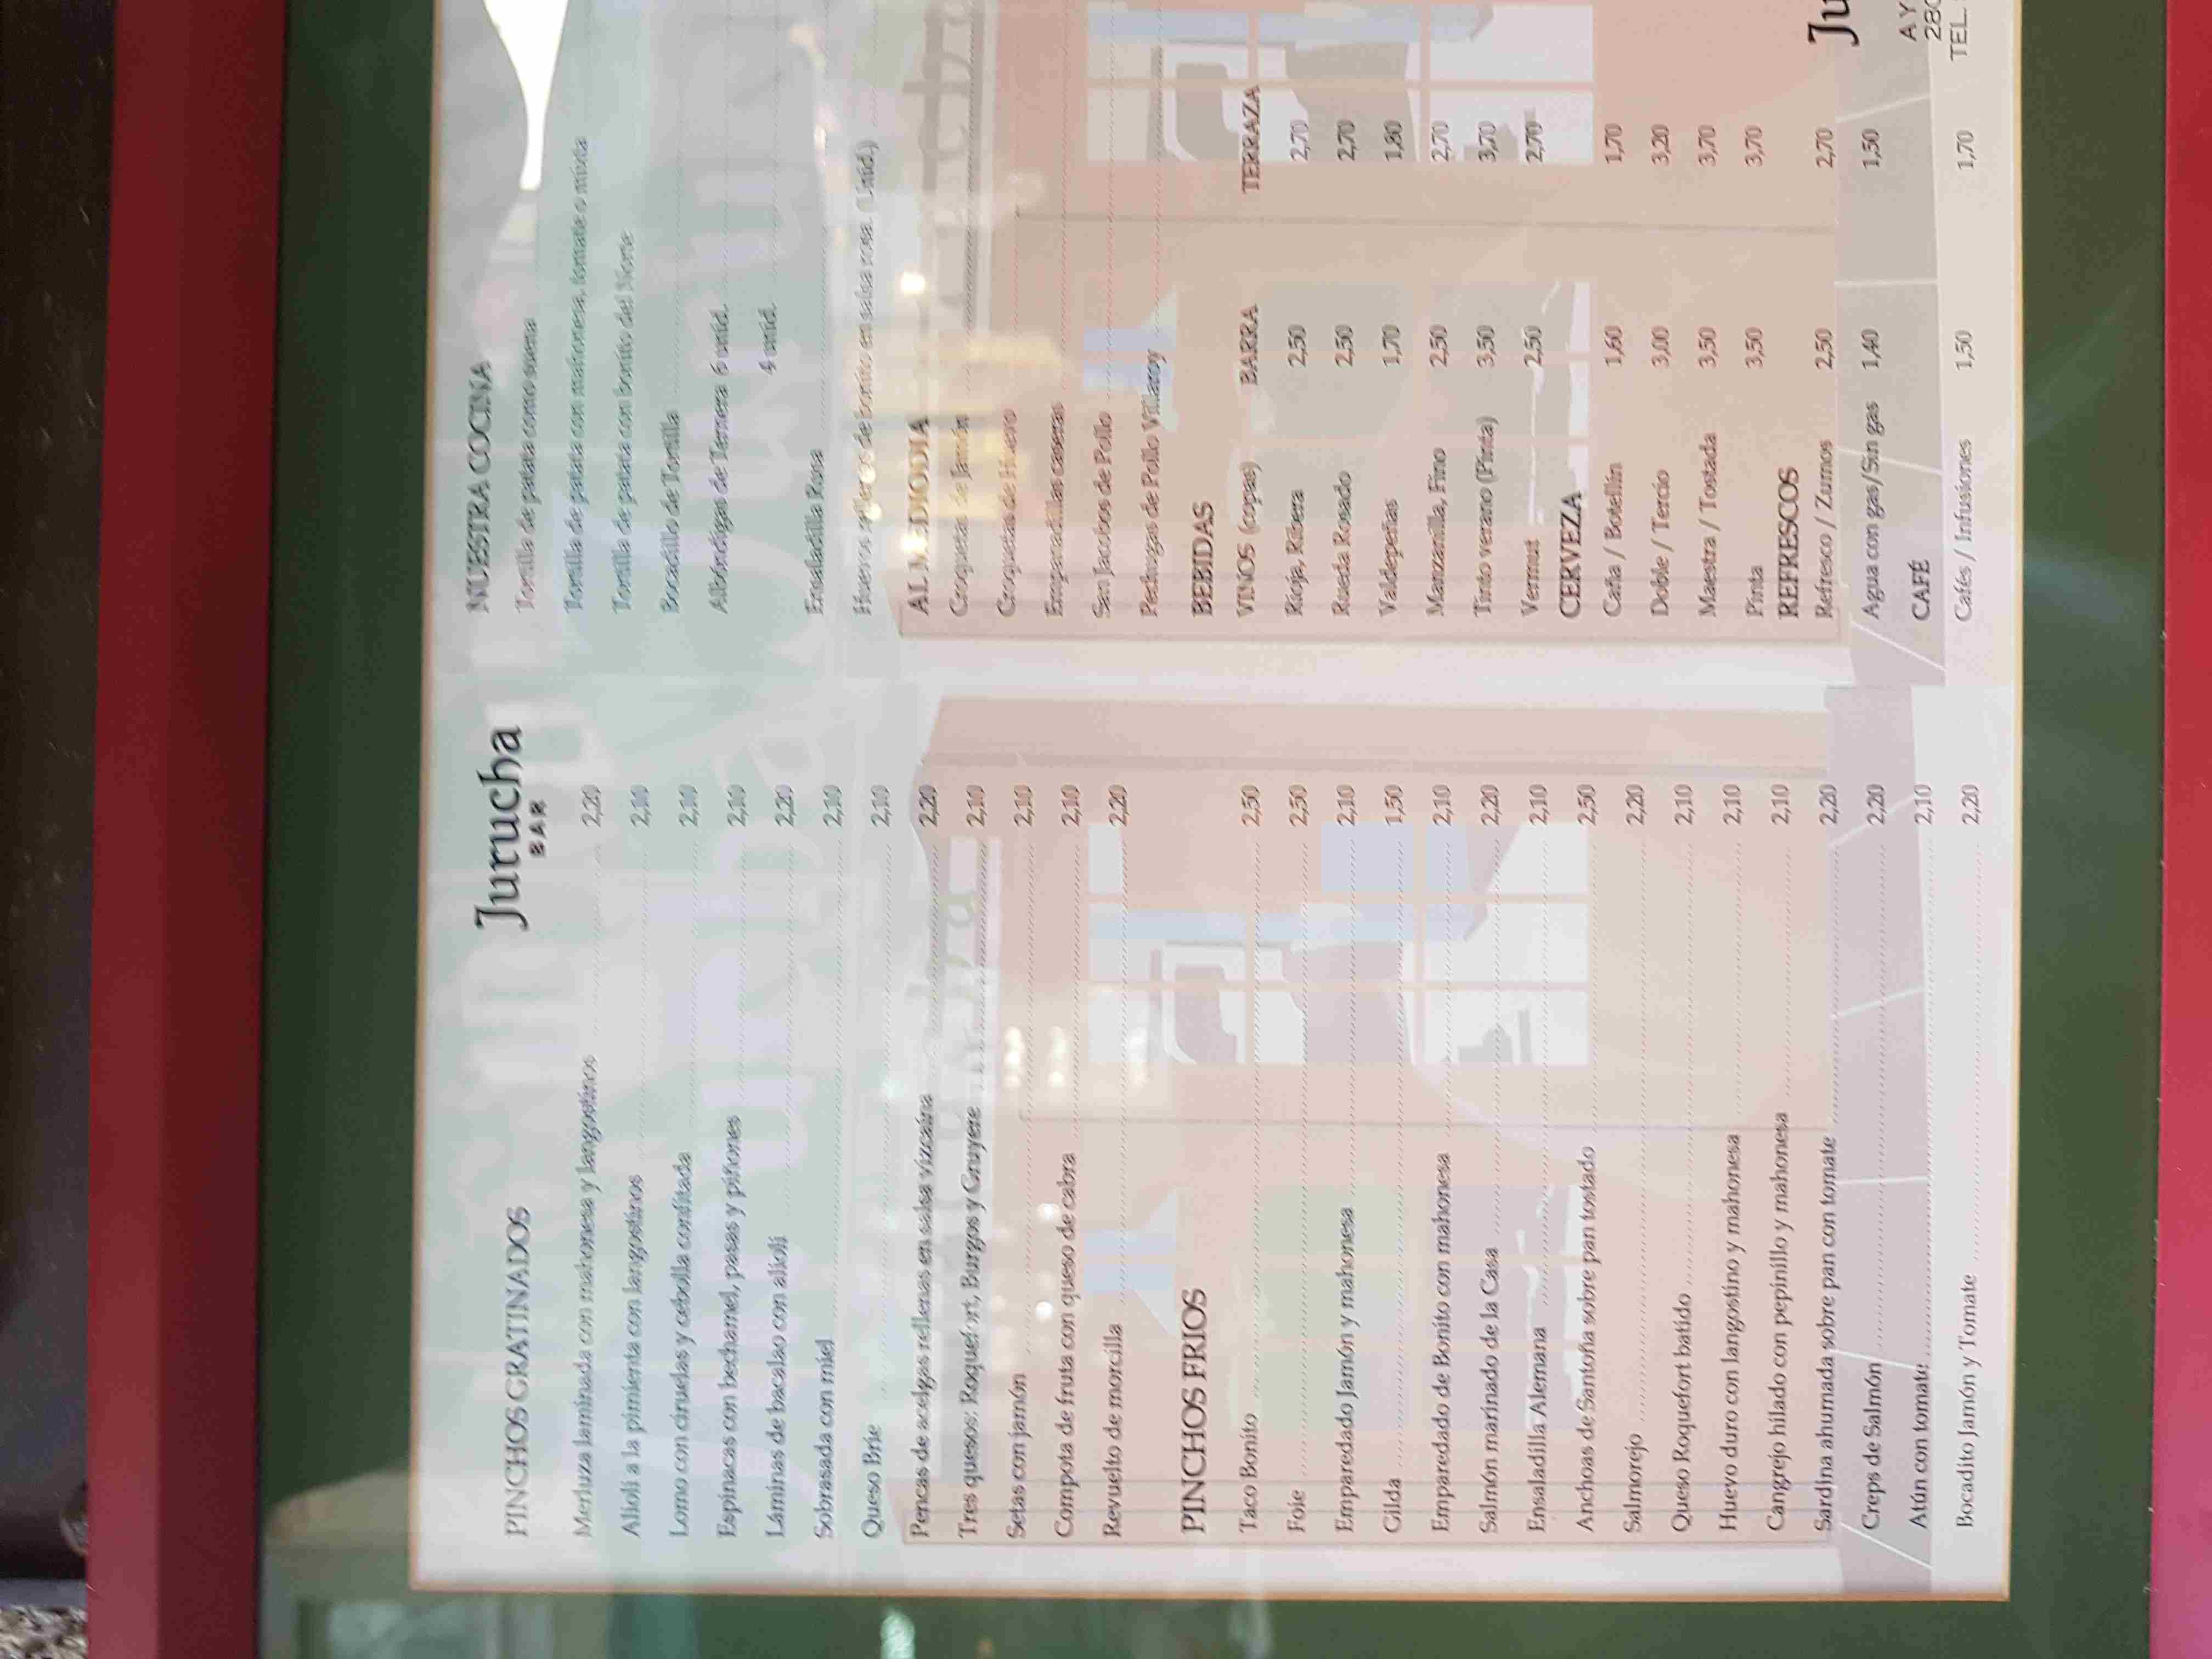 Jurucha
BAR
PINCHOS GRATINADOS
Merluza laminada con mahonesa y langostinos 2,20
Alioli a la pimienta con langostinos 2,10
Lomo con ciruelas y cebolla confitada 2,10
Espinacas con bechamel, pasas y piñones 2,10
Láminas de bacalao con alioli 2,20
Sobrasada con miel 2,10
Queso Brie 2,10
Pencas de acelgas rellenas en salsa vizcaína 2,20
Tres quesos: Roquefort, Burgos y Gruyere 2,10
Setas con jamón 2,10
Compota de fruta con queso de cabra 2,10
Revuelto de morcilla 2,20
PINCHOS FRIOS
Taco Bonito 2,50
Foie 2,50
Emparedado Jamón y mahonesa 2,10
Gilda 1,50
Emparedado de Bonito con mahonesa 2,10
Salmón marinado de la Casa 2,20
Ensaladilla Alemana 2,10
Anchoas de Santoña sobre pan tostado 2,50
Salmorejo 2,20
Queso Roquefort batido 2,10
Huevo duro con langostino y mahonesa 2,10
Cangrejo hilado con pepinillo y mahonesa 2,10
Sardina ahumada sobre pan con tomate 2,20
Creps de Salmón 2,20
Atún con tomate 2,10
Bocadito Jamón y Tomate 2,20
NUESTRA COCINA
Tortilla de patata como suena
Tortilla de patata con mahonesa, tomate o mixta
Tortilla de patata con bonito del Norte
Bocadillo de Tortilla
Albóndigas de Ternera 6 unid.
4 unid.
Ensaladilla Rusa
Huevos rellenos de bonito en salsa rosa. (Unid.)
AL MEDIODIA
Croquetas de Jamón
Croquetas de Huevo
Empanadillas caseras
San Jacobos de Pollo
Pechugas de Pollo Villaroy
BEBIDAS
VINOS (copas) BARRA TERRAZA
Rioja, Ribera 2,50 2,70
Rueda Rosado 2,50 2,70
Valdepeñas 1,70 1,80
Manzanilla, Fino 2,50 2,70
Tinto verano (Pinta) 3,50 3,70
Vermut 2,50 2,70
CERVEZA
Caña / Botellín 1,60 1,70
Doble / Tercio 3,00 3,20
Maestra / Tostada 3,50 3,70
Pinta 3,50 3,70
REFRESCOS
Refresco / Zumos 2,50 2,70
Agua con gas/Sin gas 1,40 1,50
CAFÉ
Cafés / Infusiones 1,50 1,70
Ju
AY
280
TEL.